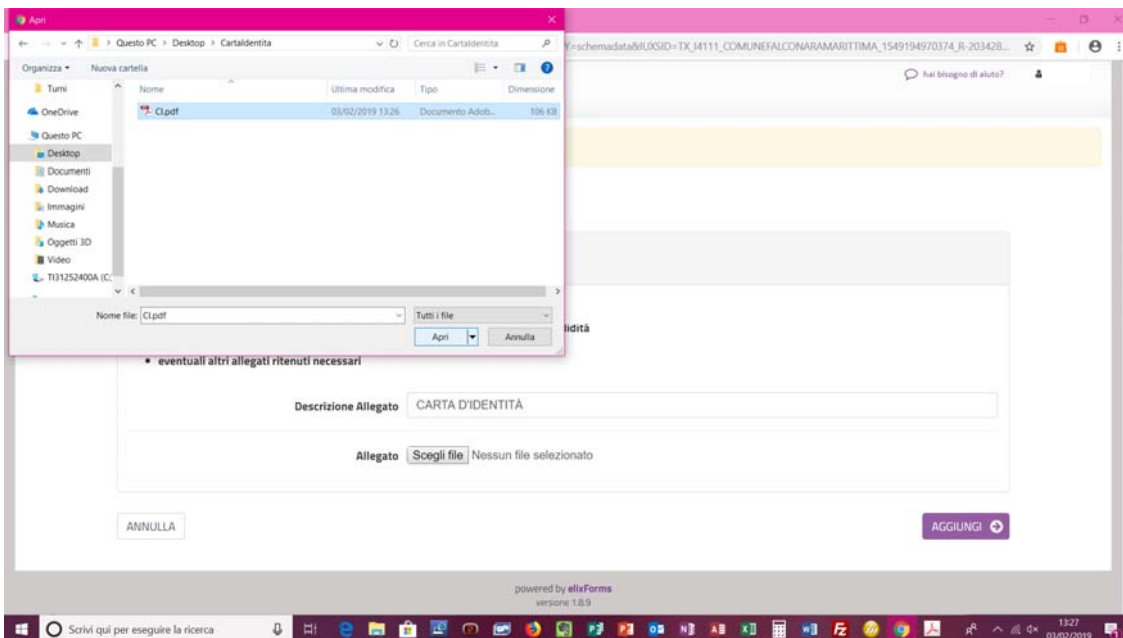 Apri
Questo PC > Desktop > CartaIdentita
Cerca in CartaIdentita
Y=schemadata8dUXSID=TX_I4111_COMUNEFALCONARAMARITTIMA_1549194970374_R-203428...
Organizza
Nuova cartella
hai bisogno di aiuto?
Turni
OneDrive
Questo PC
Desktop
Documenti
Download
Immagini
Musica
Oggetti 3D
Video
TI31252400A (C:
Nome Ultima modifica Tipo Dimensione
CI.pdf 03/02/2019 13:26 Documento Adob... 106 KB
Nome file: CI.pdf
Tutti i file
Apri
Annulla
lidità
• eventuali altri allegati ritenuti necessari
Descrizione Allegato CARTA D'IDENTITÀ
Allegato Scegli file Nessun file selezionato
ANNULLA
AGGIUNGI
powered by elixForms
versione 1.8.9
Scrivi qui per eseguire la ricerca
13:27
03/02/2019